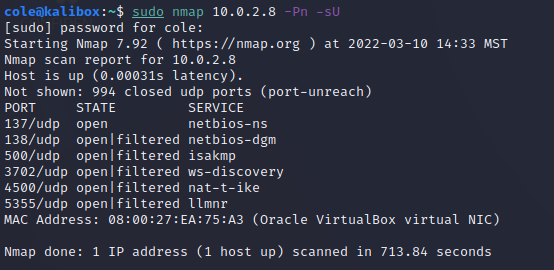 cole@kalibox:~$ sudo nmap 10.0.2.8 -Pn -sU
[sudo] password for cole:
Starting Nmap 7.92 ( https://nmap.org ) at 2022-03-10 14:33 MST
Nmap scan report for 10.0.2.8
Host is up (0.00031s latency).
Not shown: 994 closed udp ports (port-unreach)
PORT     STATE         SERVICE
137/udp  open          netbios-ns
138/udp  open|filtered netbios-dgm
500/udp  open|filtered isakmp
3702/udp open|filtered ws-discovery
4500/udp open|filtered nat-t-ike
5355/udp open|filtered llmnr
MAC Address: 08:00:27:EA:75:A3 (Oracle VirtualBox virtual NIC)
Nmap done: 1 IP address (1 host up) scanned in 713.84 seconds